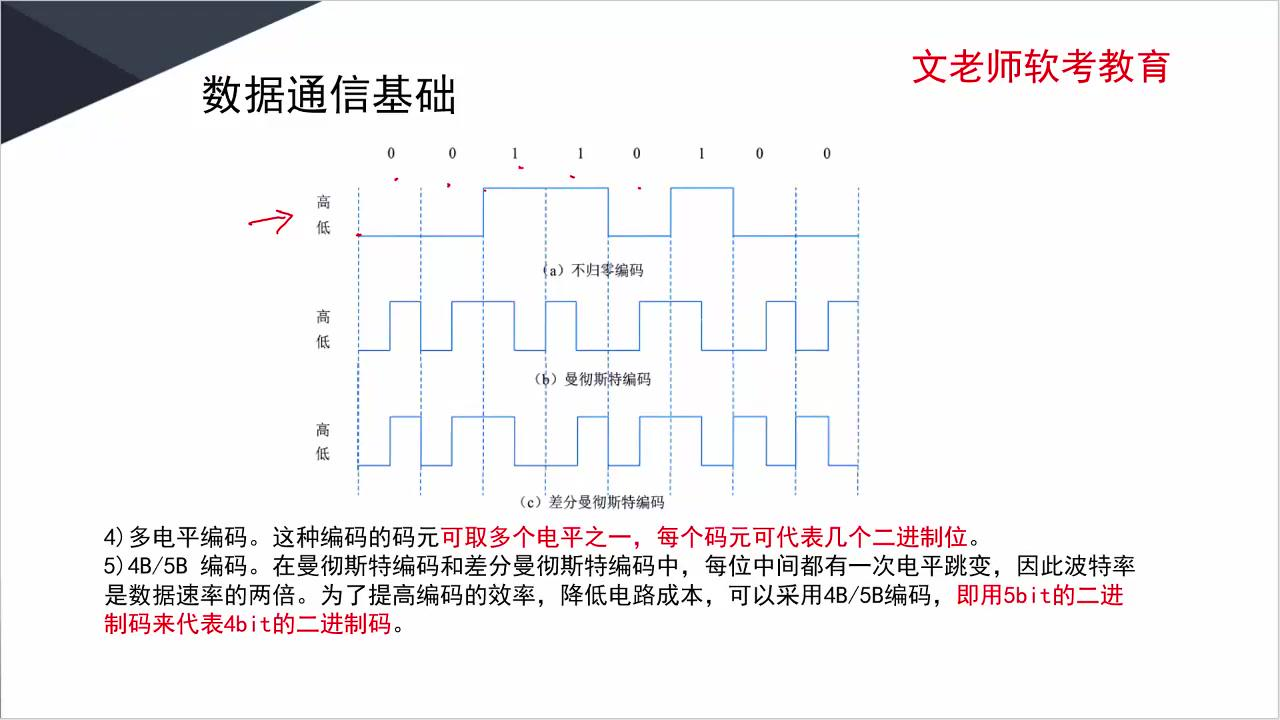 文老师软考教育
数据通信基础
0 0 1 1 0 1 0 0
高
低
(a)不归零编码
高
低
(b)曼彻斯特编码
高
低
(c)差分曼彻斯特编码
4)多电平编码。这种编码的码元可取多个电平之一，每个码元可代表几个二进制位。
5)4B/5B 编码。在曼彻斯特编码和差分曼彻斯特编码中，每位中间都有一次电平跳变，因此波特率
是数据速率的两倍。为了提高编码的效率，降低电路成本，可以采用4B/5B编码，即用5bit的二进
制码来代表4bit的二进制码。